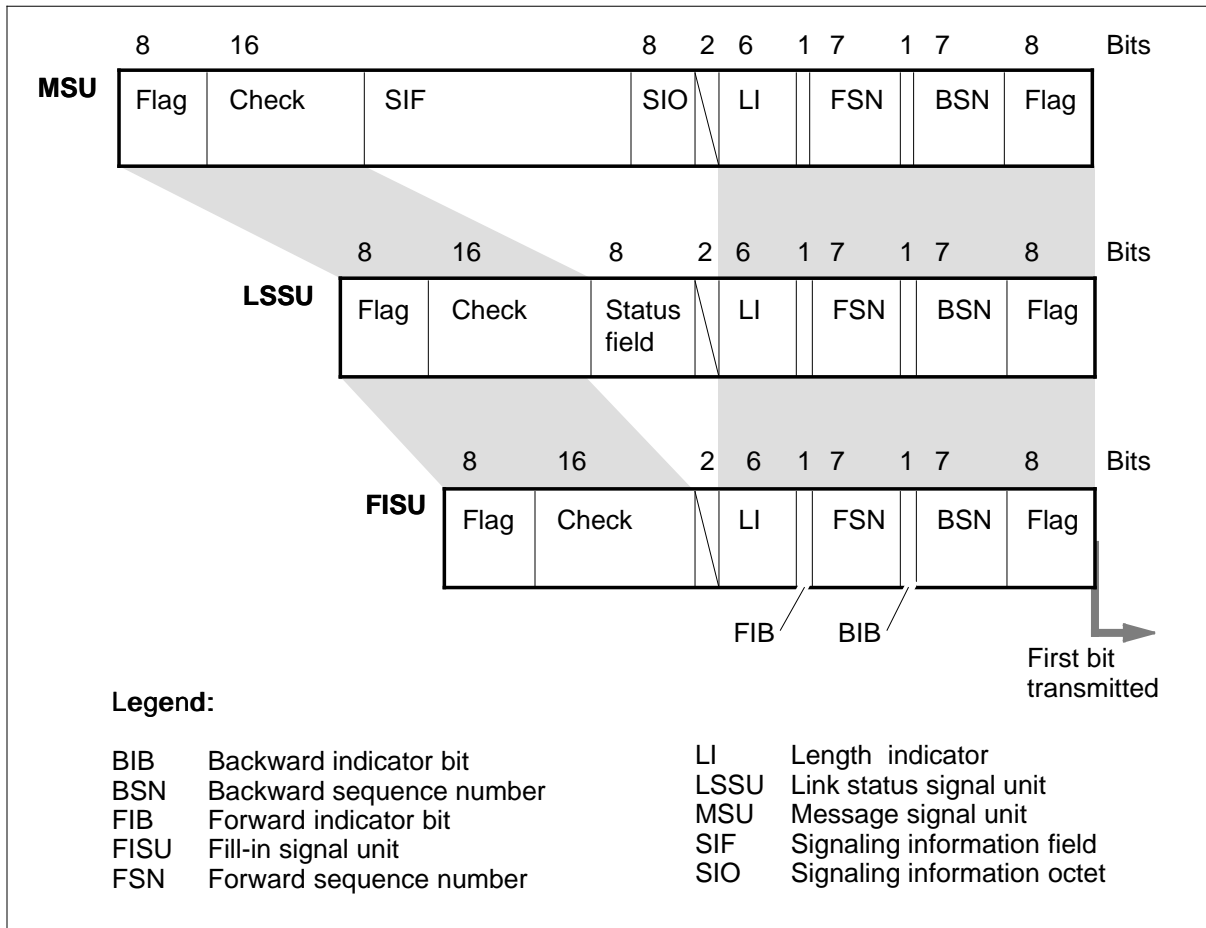 8 16 8 2 6 1 7 1 7 8 Bits
MSU Flag Check SIF SIO LI FSN BSN Flag
8 16 8 2 6 1 7 1 7 8 Bits
LSSU Flag Check Status field LI FSN BSN Flag
8 16 2 6 1 7 1 7 8 Bits
FISU Flag Check LI FSN BSN Flag
FIB BIB
First bit
transmitted
Legend:
BIB Backward indicator bit
BSN Backward sequence number
FIB Forward indicator bit
FISU Fill-in signal unit
FSN Forward sequence number
LI Length indicator
LSSU Link status signal unit
MSU Message signal unit
SIF Signaling information field
SIO Signaling information octet